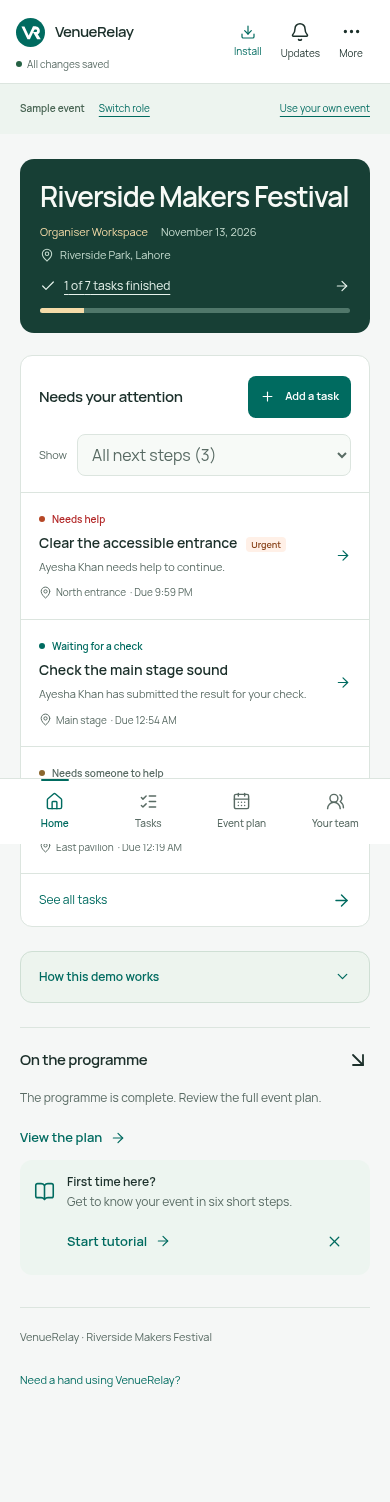 VR VenueRelay
All changes saved
Install
Updates
More
Sample event
Switch role
Use your own event
Riverside Makers Festival
Organiser Workspace
November 13, 2026
Riverside Park, Lahore
1 of 7 tasks finished
Needs your attention
Add a task
Show
All next steps (3)
Needs help
Clear the accessible entrance
Urgent
Ayesha Khan needs help to continue.
North entrance · Due 9:59 PM
Waiting for a check
Check the main stage sound
Ayesha Khan has submitted the result for your check.
Main stage · Due 12:54 AM
Needs someone to help
Home
Tasks
Event plan
Your team
East pavilion · Due 12:19 AM
See all tasks
How this demo works
On the programme
The programme is complete. Review the full event plan.
View the plan
First time here?
Get to know your event in six short steps.
Start tutorial
VenueRelay · Riverside Makers Festival
Need a hand using VenueRelay?